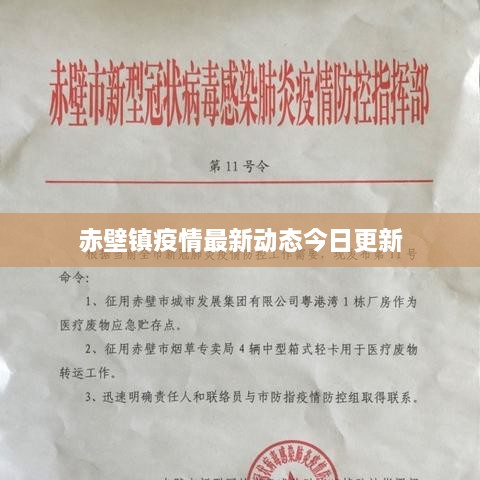 赤壁市新型冠状病毒感染肺炎疫情防控指挥部
第 11 号令
赤壁镇疫情最新动态今日更新
命令：
1、征用赤壁市城市发展集团有限公司粤港湾 1 栋厂房作为
医疗废物应急贮存点。
2、征用赤壁市烟草专卖局 4 辆中型箱式轻卡用于医疗废物
转运工作。
3、迅速明确责任人和联络员与市防指疫情防控组取得联系。